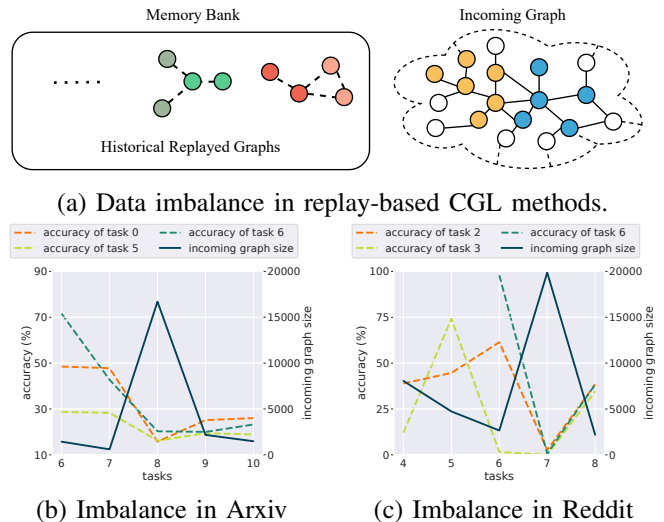 Memory Bank
Incoming Graph
Historical Replayed Graphs
(a) Data imbalance in replay-based CGL methods.
accuracy of task 0
accuracy of task 6
accuracy of task 5
incoming graph size
90
70
50
30
10
accuracy (%)
20000
15000
10000
5000
0
incoming graph size
6 7 8 9 10
tasks
(b) Imbalance in Arxiv
accuracy of task 2
accuracy of task 6
accuracy of task 3
incoming graph size
100
75
50
25
0
accuracy (%)
20000
15000
10000
5000
0
incoming graph size
4 5 6 7 8
tasks
(c) Imbalance in Reddit